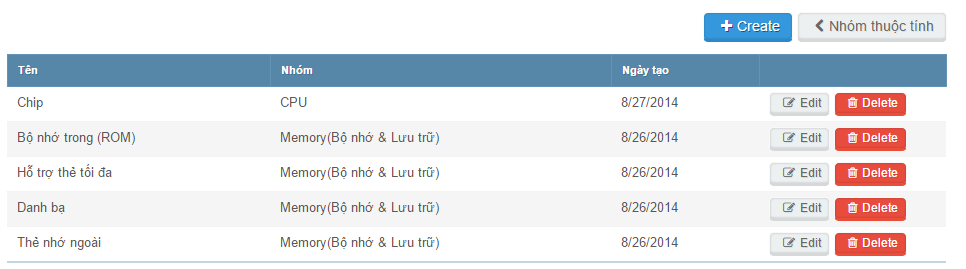 Create Nhóm thuộc tính
Tên Nhóm Ngày tạo
Chip CPU 8/27/2014 Edit Delete
Bộ nhớ trong (ROM) Memory(Bộ nhớ & Lưu trữ) 8/26/2014 Edit Delete
Hỗ trợ thẻ tối đa Memory(Bộ nhớ & Lưu trữ) 8/26/2014 Edit Delete
Danh bạ Memory(Bộ nhớ & Lưu trữ) 8/26/2014 Edit Delete
Thẻ nhớ ngoài Memory(Bộ nhớ & Lưu trữ) 8/26/2014 Edit Delete